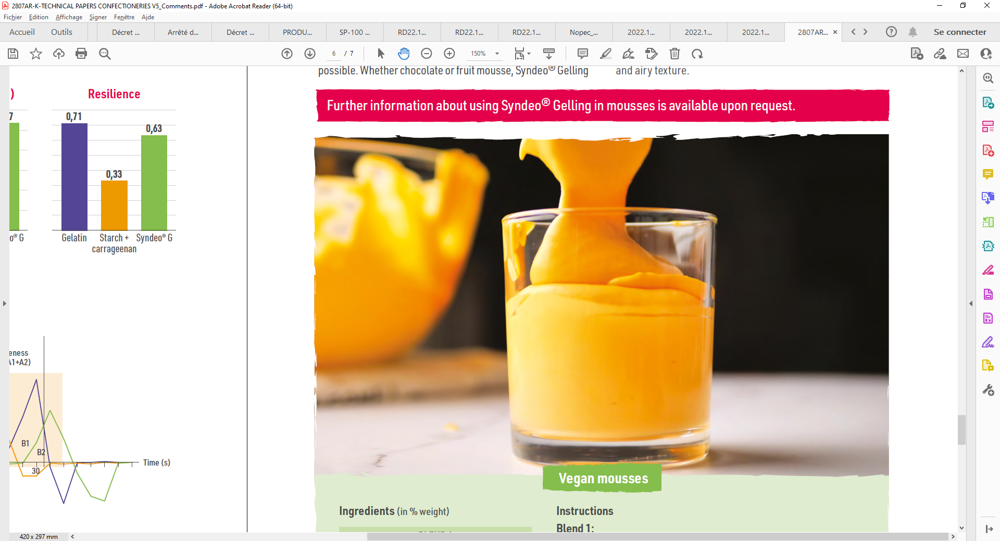 2807AR-K-TECHNICAL PAPERS CONFECTIONERIES V5_Comments.pdf - Adobe Acrobat Reader (64-bit)
Fichier Edition Affichage Signer Fenêtre Aide
Accueil Outils Décret ... Arrêté d... Décret ... PRODU... SP-100 ... RD22.1... RD22.1... RD22.1... Nopec_... 2022.1... 2022.1... 2022.1... 2807AR... Se connecter
6 / 7 150%
possible. Whether chocolate or fruit mousse, Syndeo® Gelling
and airy texture.
Further information about using Syndeo® Gelling in mousses is available upon request.
)
7
o® G
Resilience
0,71
0,33
0,63
Gelatin
Starch +
carrageenan
Syndeo® G
eness
A1+A2)
B1
B2
30
Time (s)
Vegan mousses
Ingredients (in % weight)
Instructions
Blend 1:
420 x 297 mm